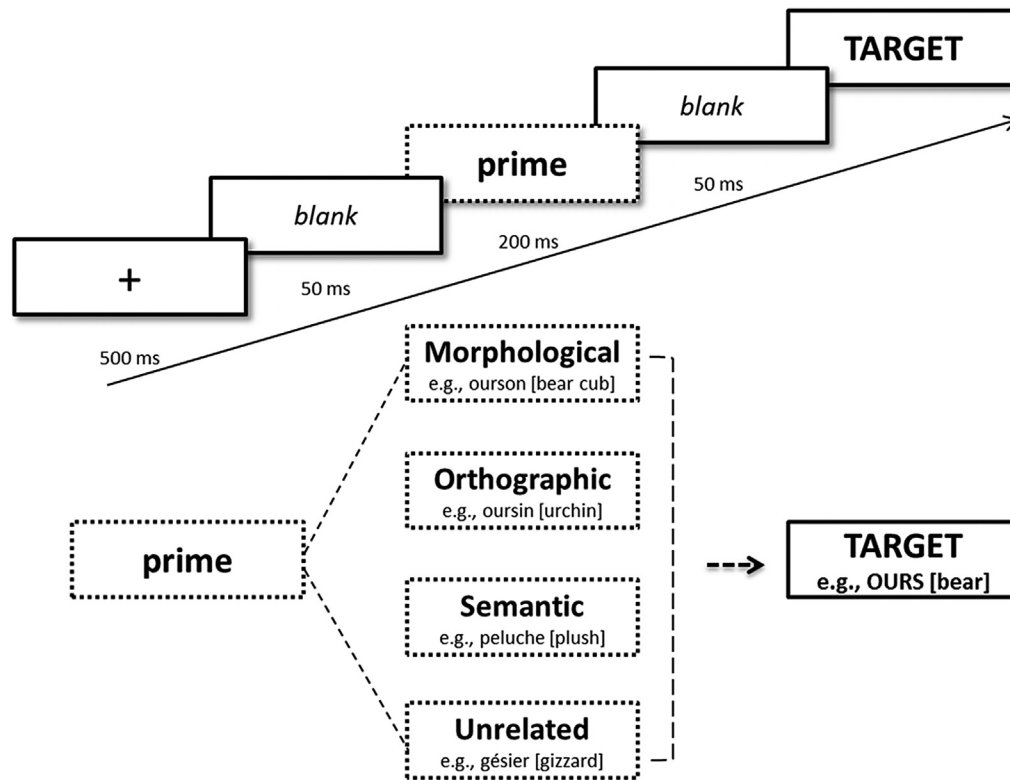 TARGET
blank
prime
50 ms
blank
200 ms
+
50 ms
500 ms
Morphological
e.g., ourson [bear cub]
Orthographic
e.g., oursin [urchin]
prime
TARGET
e.g., OURS [bear]
Semantic
e.g., peluche [plush]
Unrelated
e.g., gésier [gizzard]